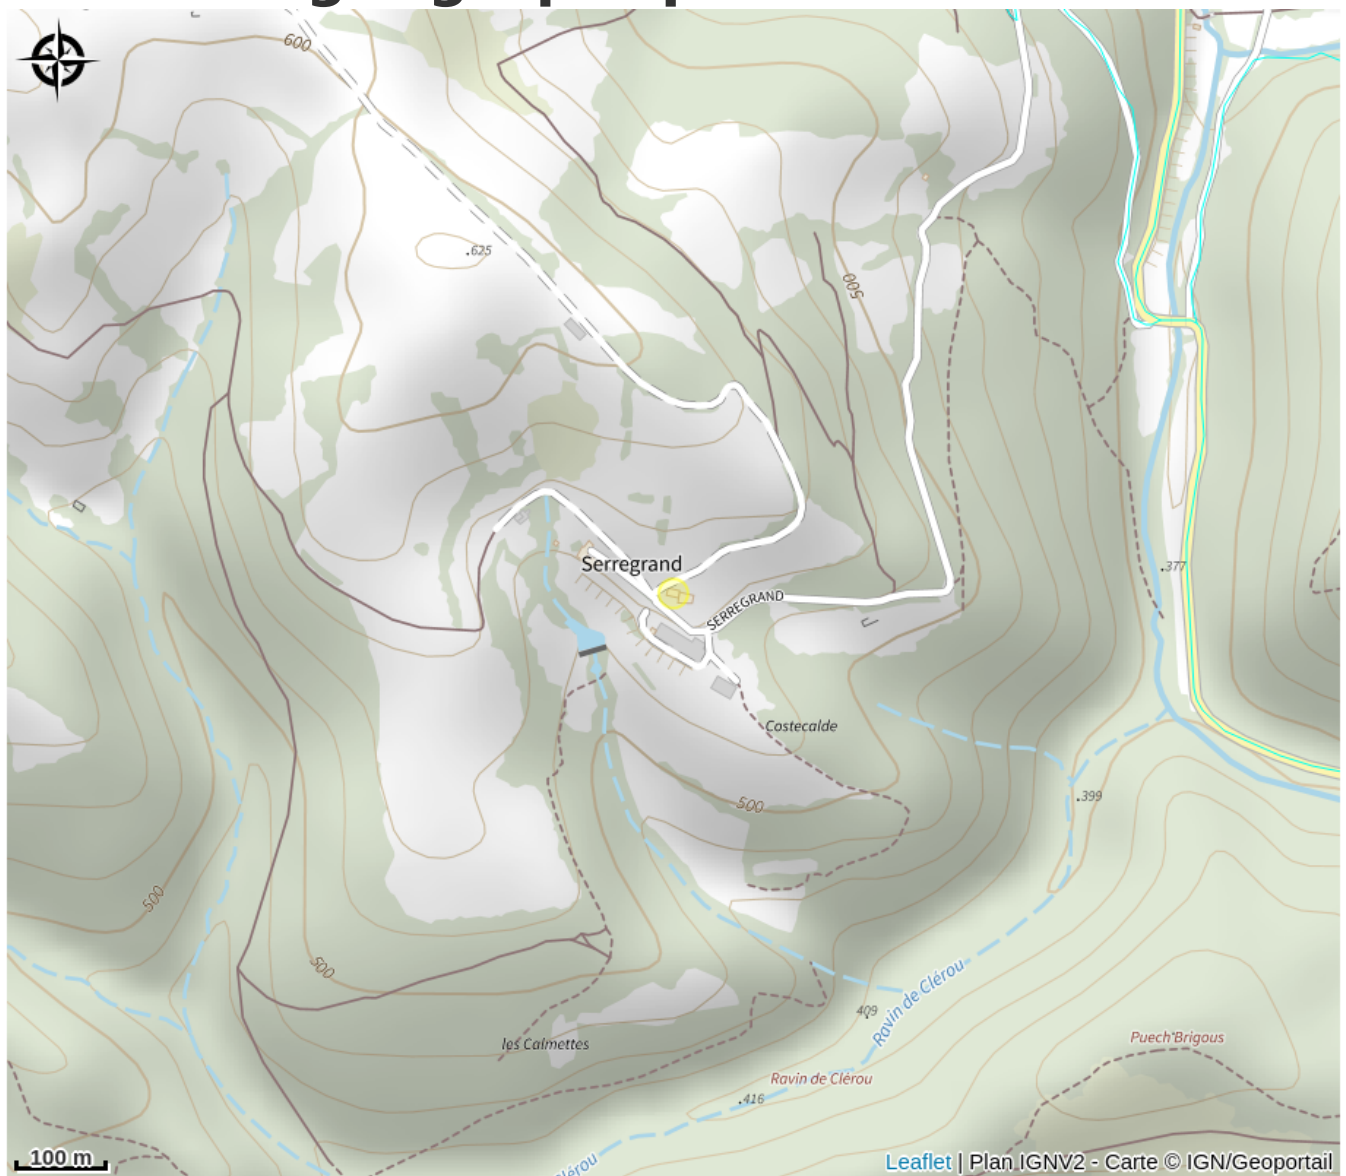 600
.625
500
Serregrand
SERREGRAND
.377
Costecalde
.399
500
500
500
Ravin de Clérou
409
Puech Brigous
les Calmettes
Ravin de Clérou
.416
100 m
Leaflet | Plan IGNV2 - Carte © IGN/Geoportail